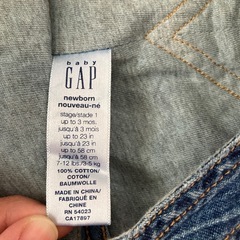 baby
GAP
newborn
nouveau-né
stage/stade 1
up to 3 mos.
jusqu'à 3 mois
up to 23 in
jusqu'à 23 in
up to 58 cm
jusqu'à 58 cm
7-12 lbs/3-5 kg
100% COTTON/
COTON/
BAUMWOLLE
MADE IN CHINA/
FABRIQUÉ EN
CHINE
RN 54023
CA17897